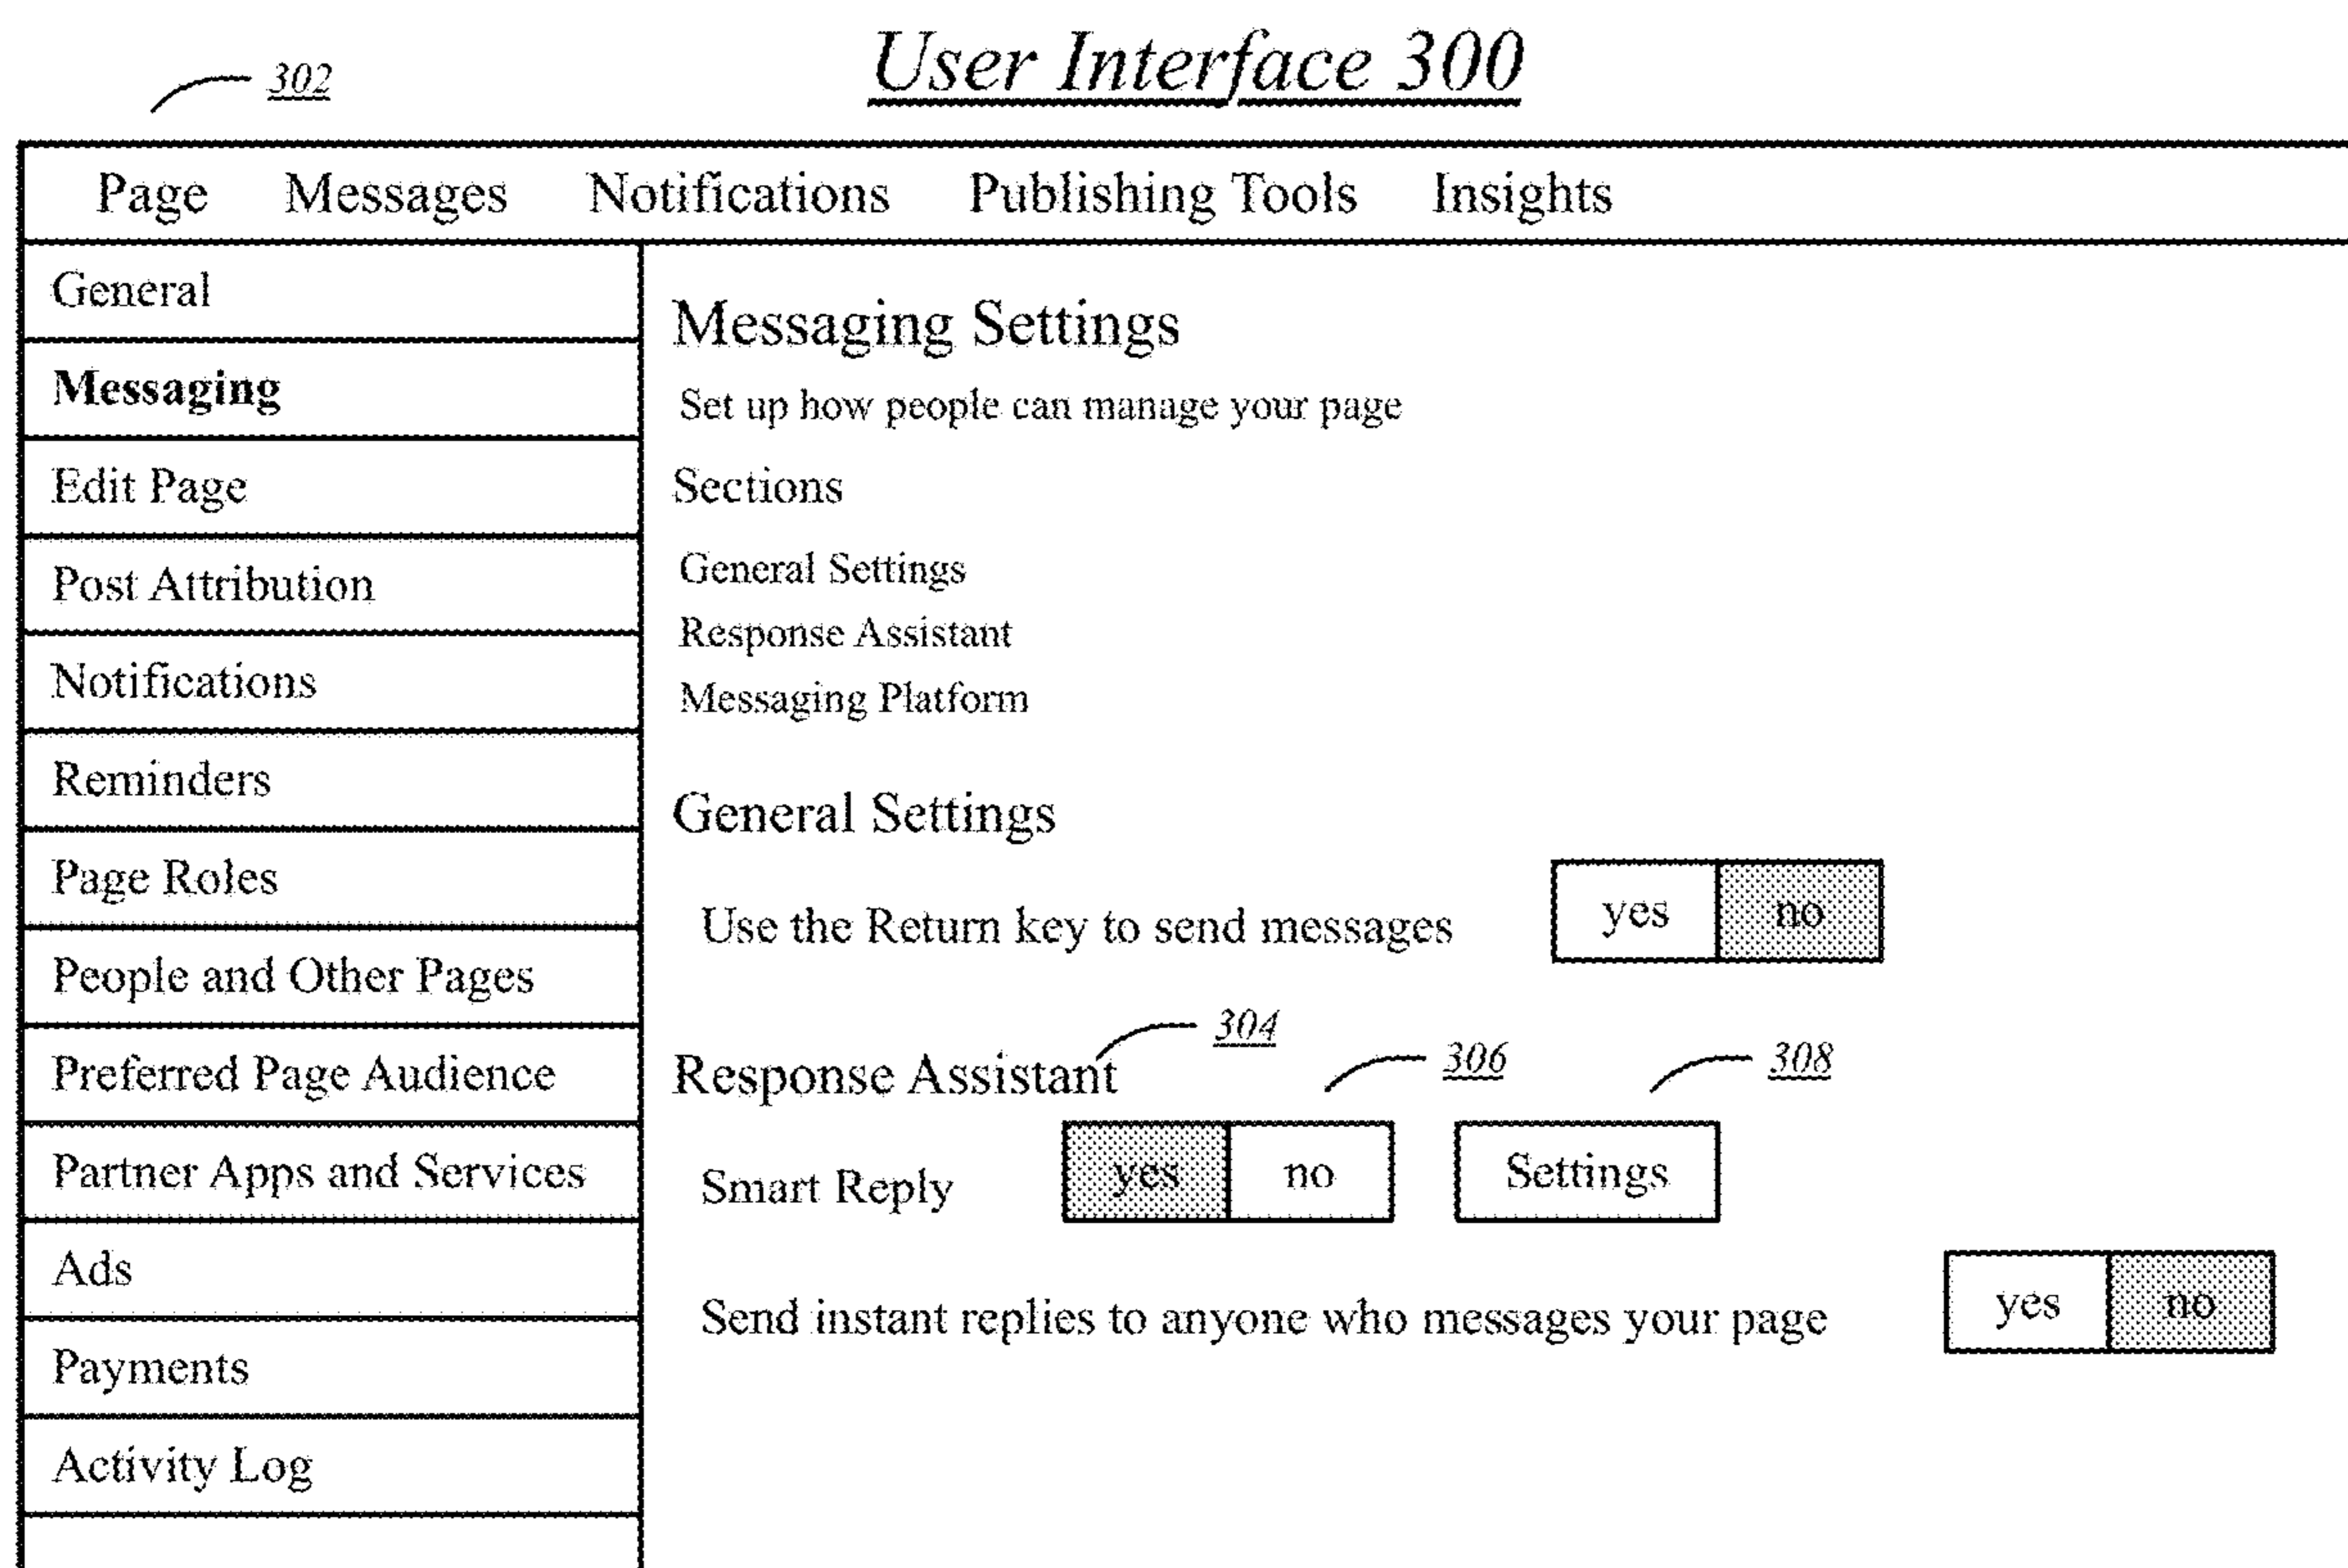 User Interface 300
302
Page Messages Notifications Publishing Tools Insights
General
Messaging
Edit Page
Post Attribution
Notifications
Reminders
Page Roles
People and Other Pages
Preferred Page Audience
Partner Apps and Services
Ads
Payments
Activity Log
Messaging Settings
Set up how people can manage your page
Sections
General Settings
Response Assistant
Messaging Platform
General Settings
Use the Return key to send messages yes no
304
Response Assistant 306 308
Smart Reply yes no Settings
Send instant replies to anyone who messages your page yes no